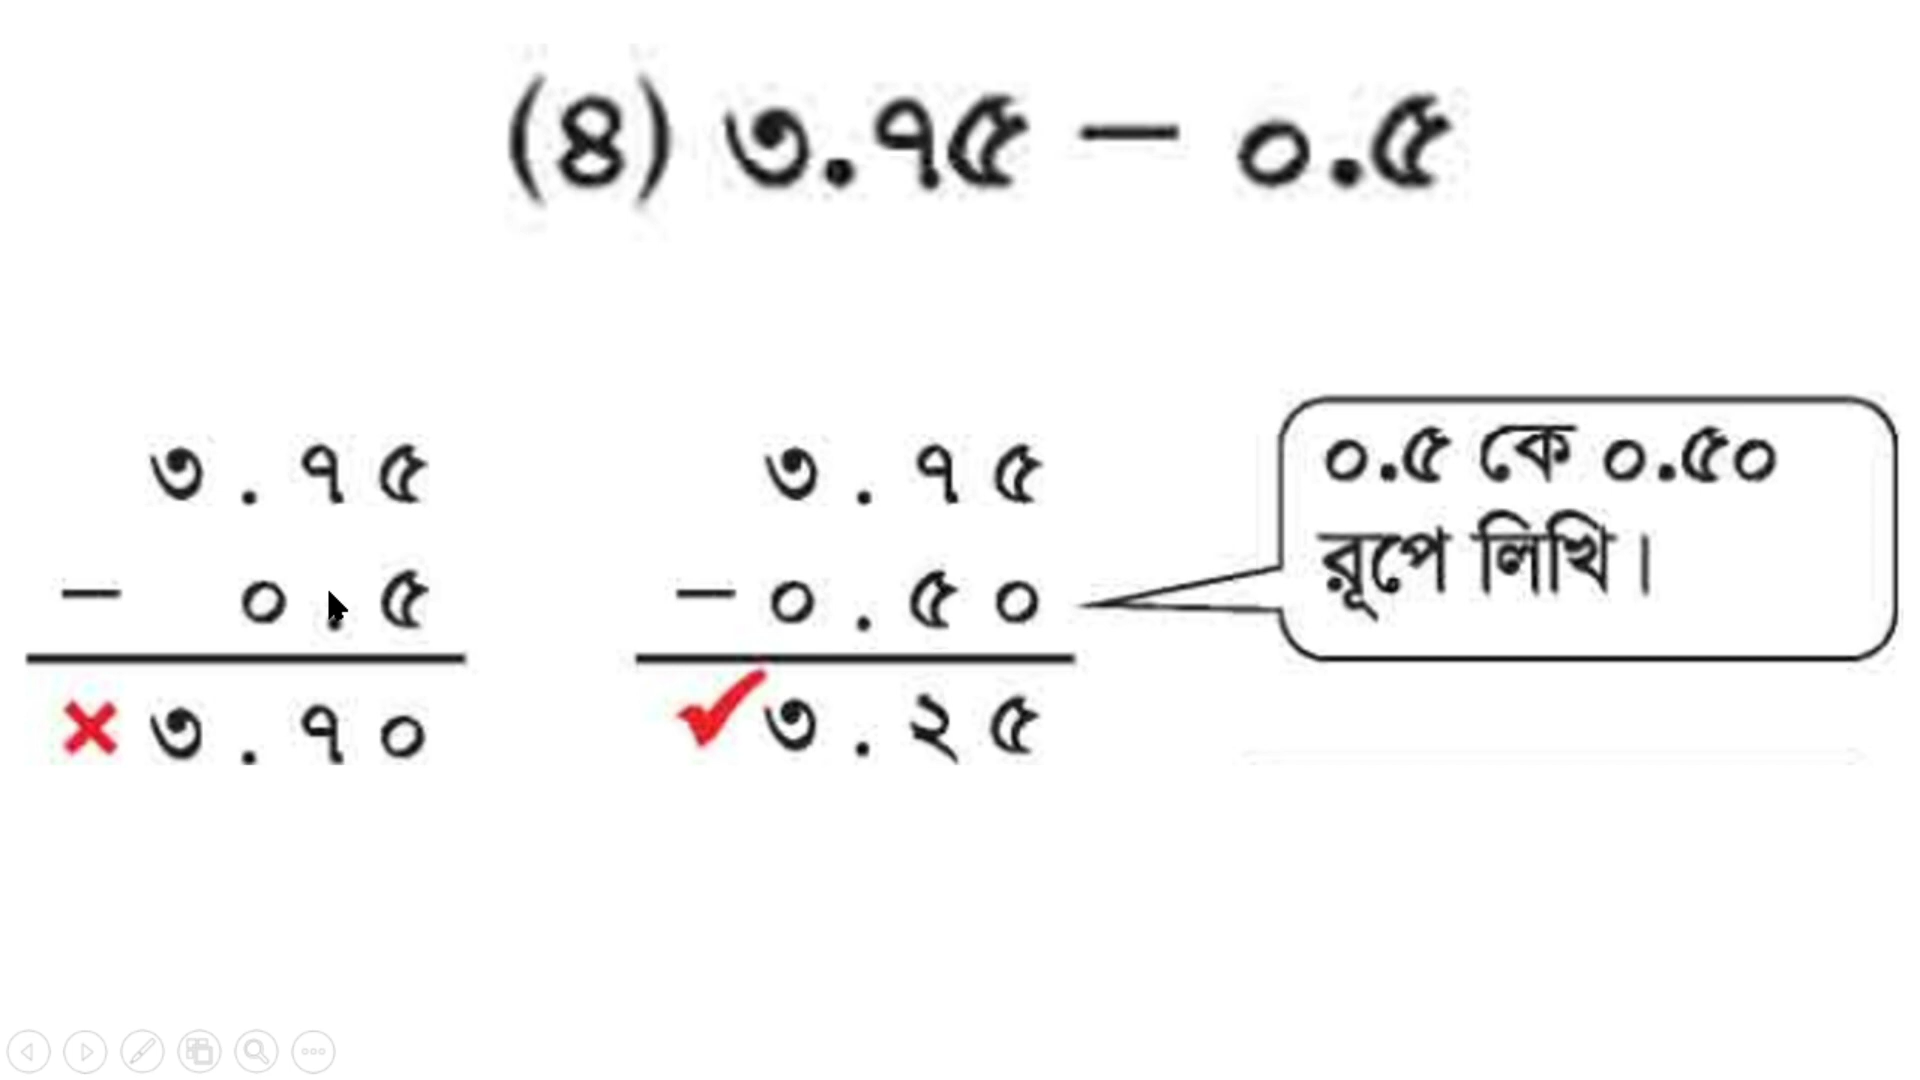 (৪) ৩.৭৫ – ০.৫
৩ . ৭ ৫
– ০ . ৫
৩ . ৭ ০
৩ . ৭ ৫
– ০ . ৫ ০
৩ . ২ ৫
০.৫ কে ০.৫০
রূপে লিখি।